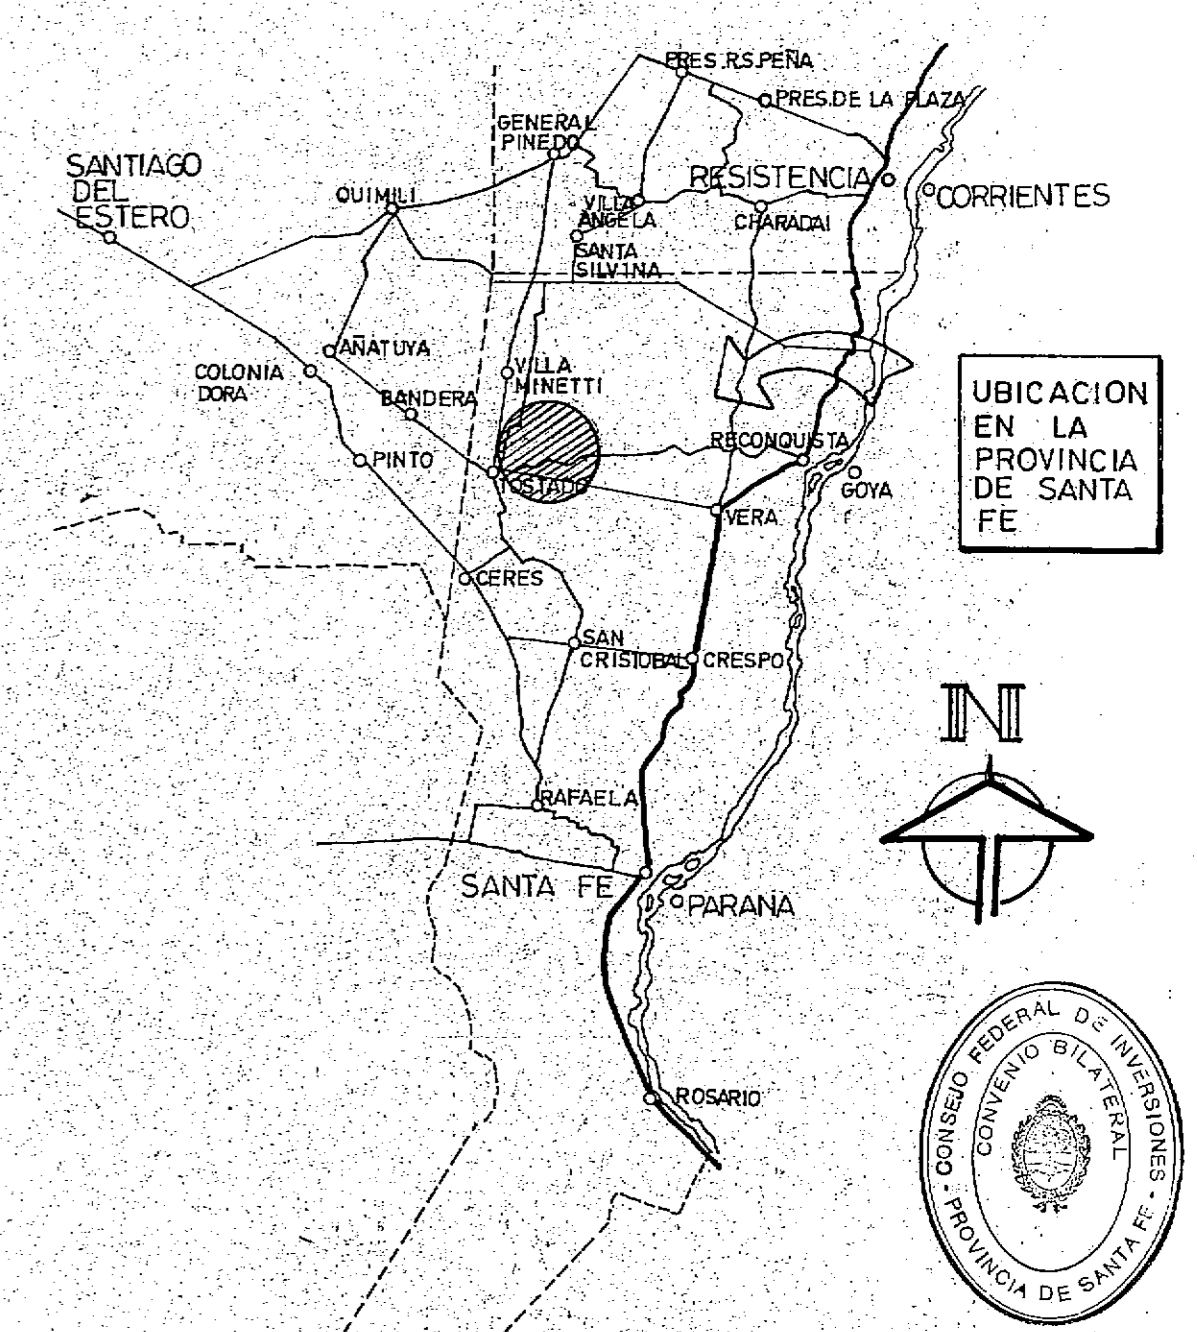 PRES.R.S.PEÑA
PRES.DE LA PLAZA
GENERAL
PINEDO
SANTIAGO
DEL
ESTERO
QUIMILI
RESISTENCIA
CORRIENTES
VILLA
ANGELA
CHARADAI
SANTA
SILVINA
AÑATUYA
COLONIA
DORA
VILLA
MINETTI
BANDERA
UBICACION
EN LA
PROVINCIA
DE SANTA
FE
RECONQUISTA
PINTO
TOSTADO
GOYA
VERA
CERES
SAN
CRISTOBAL
CRESPO
N
RAFAELA
SANTA FE
PARANA
ROSARIO
CONSEJO FEDERAL DE INVERSIONES
CONVENIO BILATERAL
- PROVINCIA DE SANTA FE -